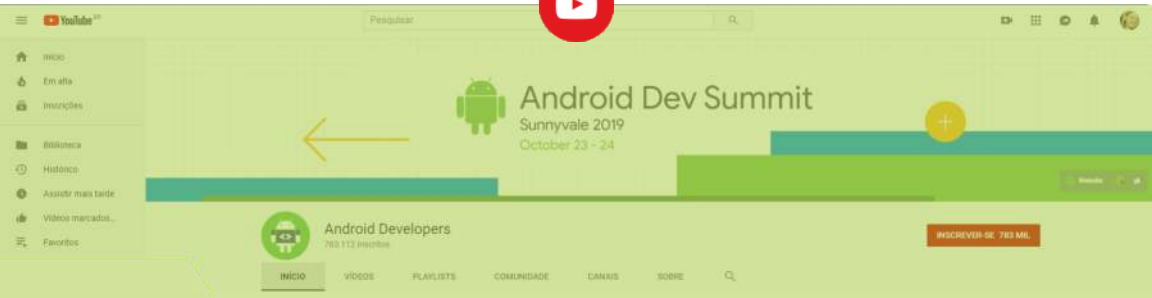 YouTube BR
Pesquisar
Início
Em alta
Inscrições
Biblioteca
Histórico
Assistir mais tarde
Vídeos marcados...
Favoritos
Android Dev Summit
Sunnyvale 2019
October 23 - 24
Android Developers
783.112 inscritos
INSCREVER-SE 783 MIL
INÍCIO VÍDEOS PLAYLISTS COMUNIDADE CANAIS SOBRE